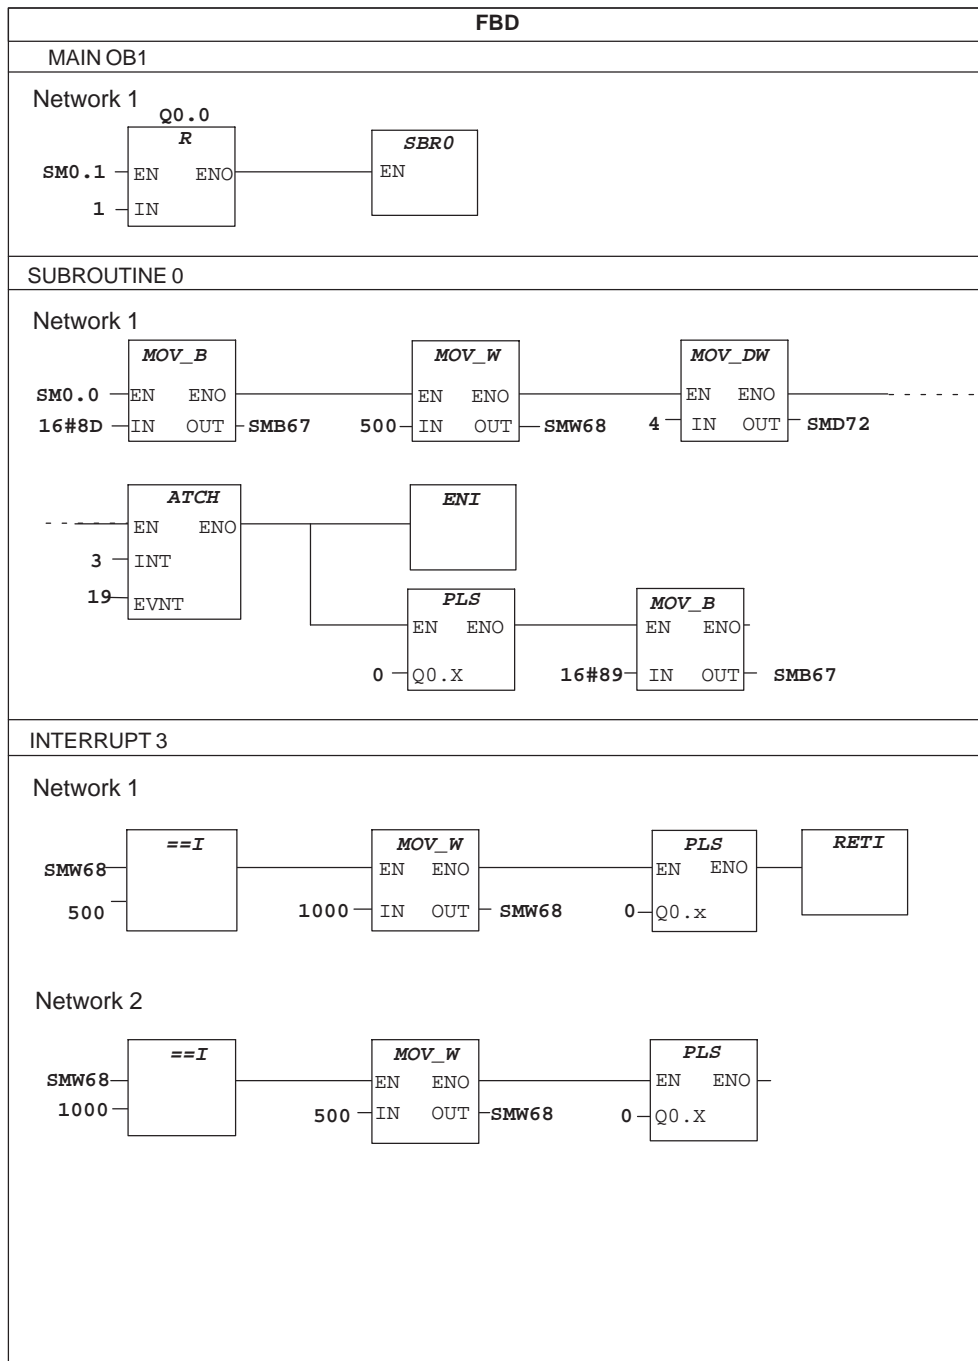 FBD
MAIN OB1
Network 1
Q0.0
R SBR0
SM0.1 EN ENO EN
1 IN
SUBROUTINE 0
Network 1
MOV_B MOV_W MOV_DW
SM0.0 EN ENO EN ENO EN ENO
16#8D IN OUT SMB67 500 IN OUT SMW68 4 IN OUT SMD72
ATCH ENI
EN ENO
3 INT
19 EVNT
PLS MOV_B
EN ENO EN ENO
0 Q0.X 16#89 IN OUT SMB67
INTERRUPT 3
Network 1
==I MOV_W PLS RETI
SMW68 EN ENO EN ENO
500 1000 IN OUT SMW68 0 Q0.x
Network 2
==I MOV_W PLS
SMW68 EN ENO EN ENO
1000 500 IN OUT SMW68 0 Q0.X